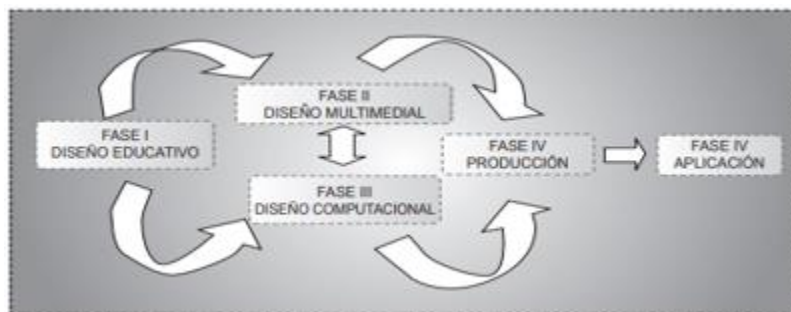 FASE I
DISEÑO EDUCATIVO
FASE II
DISEÑO MULTIMEDIAL
FASE III
DISEÑO COMPUTACIONAL
FASE IV
PRODUCCIÓN
FASE IV
APLICACIÓN